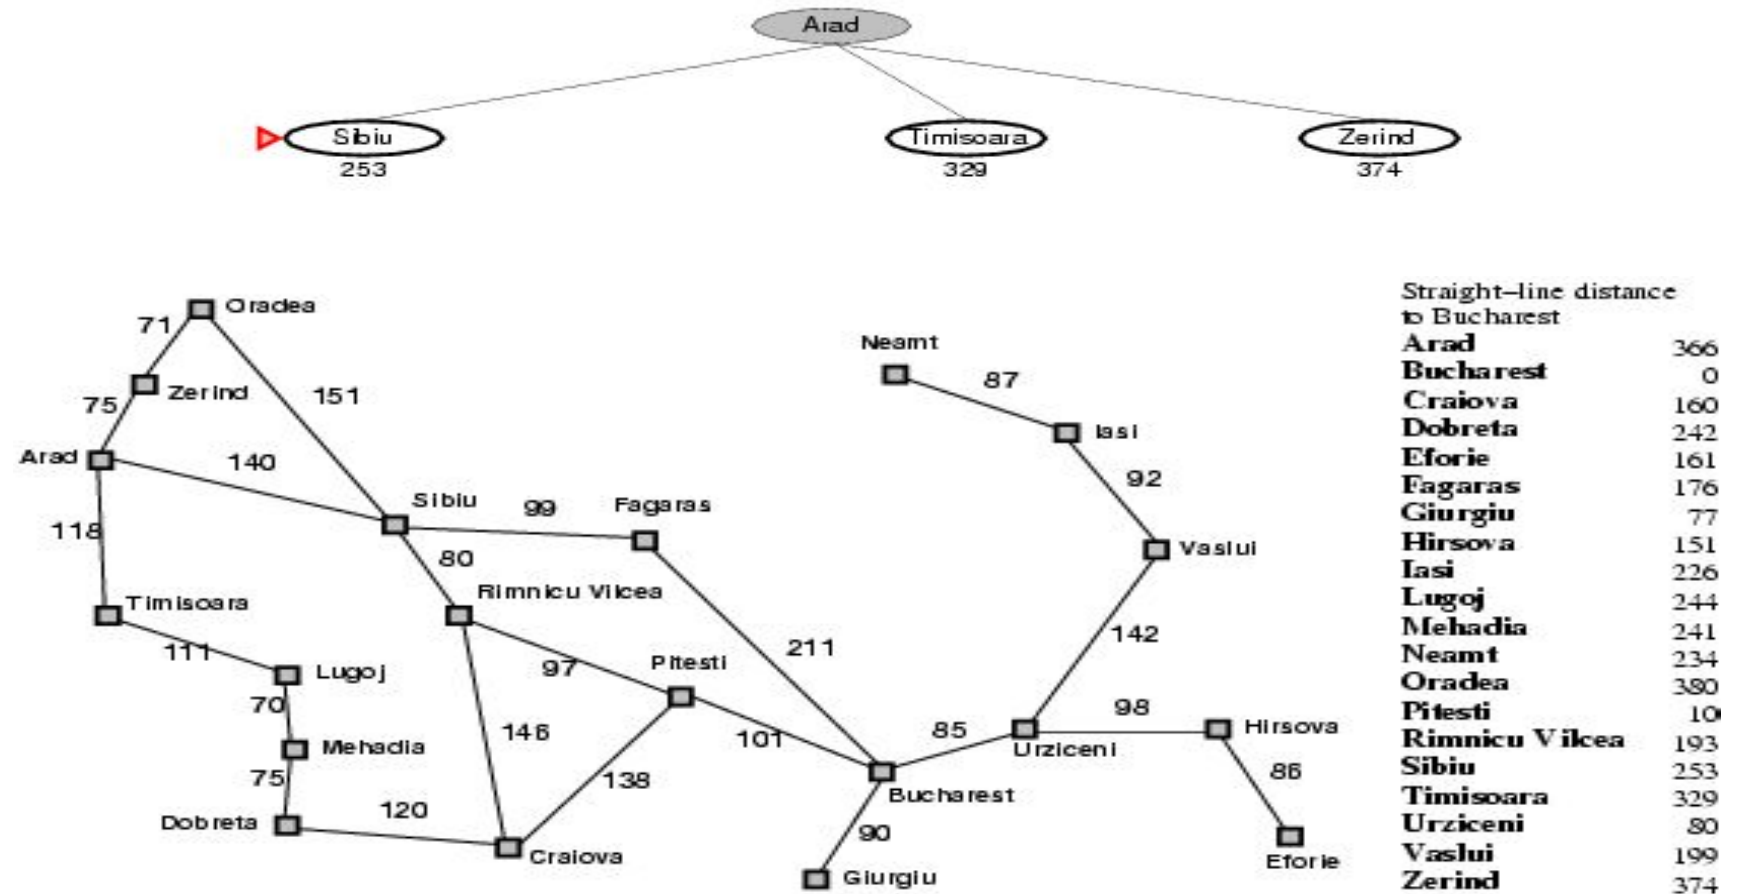 Arad
Sibiu
Timisoara
Zerind
253
329
374
Oradea
71
Zerind
151
75
Arad
140
118
Sibiu
99
Fagaras
80
Timisoara
Rimnicu Vilcea
111
Lugoj
97
Pitesti
211
70
146
Mehadia
101
75
138
Dobreta
120
Craiova
Neamt
87
Iasi
92
Vaslui
142
85
98
Hirsova
Urziceni
86
Bucharest
90
Eforie
Giurgiu
Straight-line distance
to Bucharest
Arad 366
Bucharest 0
Craiova 160
Dobreta 242
Eforie 161
Fagaras 176
Giurgiu 77
Hirsova 151
Iasi 226
Lugoj 244
Mehadia 241
Neamt 234
Oradea 380
Pitesti 10
Rimnicu Vilcea 193
Sibiu 253
Timisoara 329
Urziceni 80
Vaslui 199
Zerind 374